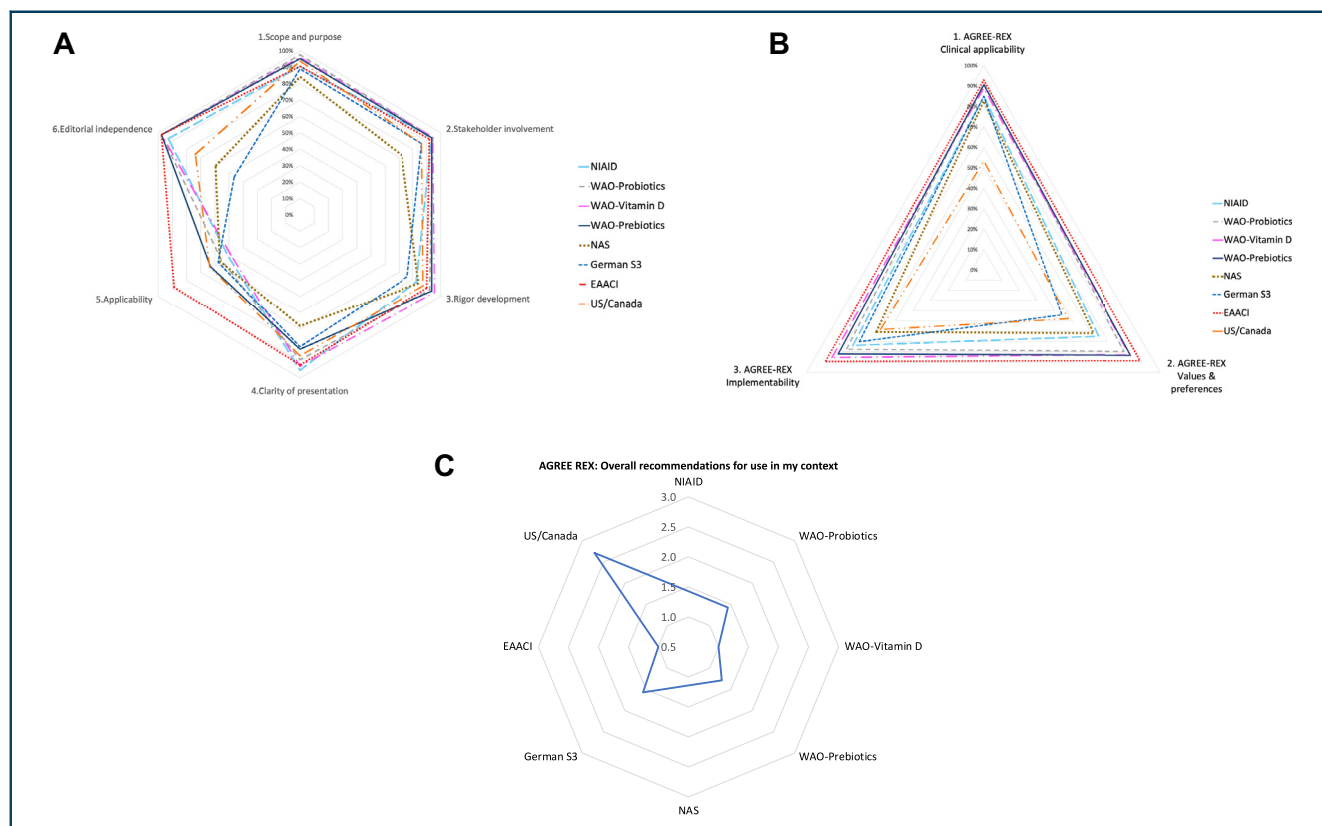 A
1.Scope and purpose
100%
90%
80%
70%
60%
50%
40%
30%
20%
10%
0%
6.Editorial independence
2.Stakeholder involvement
5.Applicability
3.Rigor development
4.Clarity of presentation
NIAID
WAO-Probiotics
WAO-Vitamin D
WAO-Prebiotics
NAS
German S3
EAACI
US/Canada
B
1. AGREE-REX
Clinical applicability
100%
90%
80%
70%
60%
50%
40%
30%
20%
10%
0%
3. AGREE-REX
Implementability
2. AGREE-REX
Values &
preferences
NIAID
WAO-Probiotics
WAO-Vitamin D
WAO-Prebiotics
NAS
German S3
EAACI
US/Canada
C
AGREE REX: Overall recommendations for use in my context
NIAID
3.0
2.5
2.0
1.5
1.0
0.5
US/Canada
WAO-Probiotics
EAACI
WAO-Vitamin D
German S3
WAO-Prebiotics
NAS